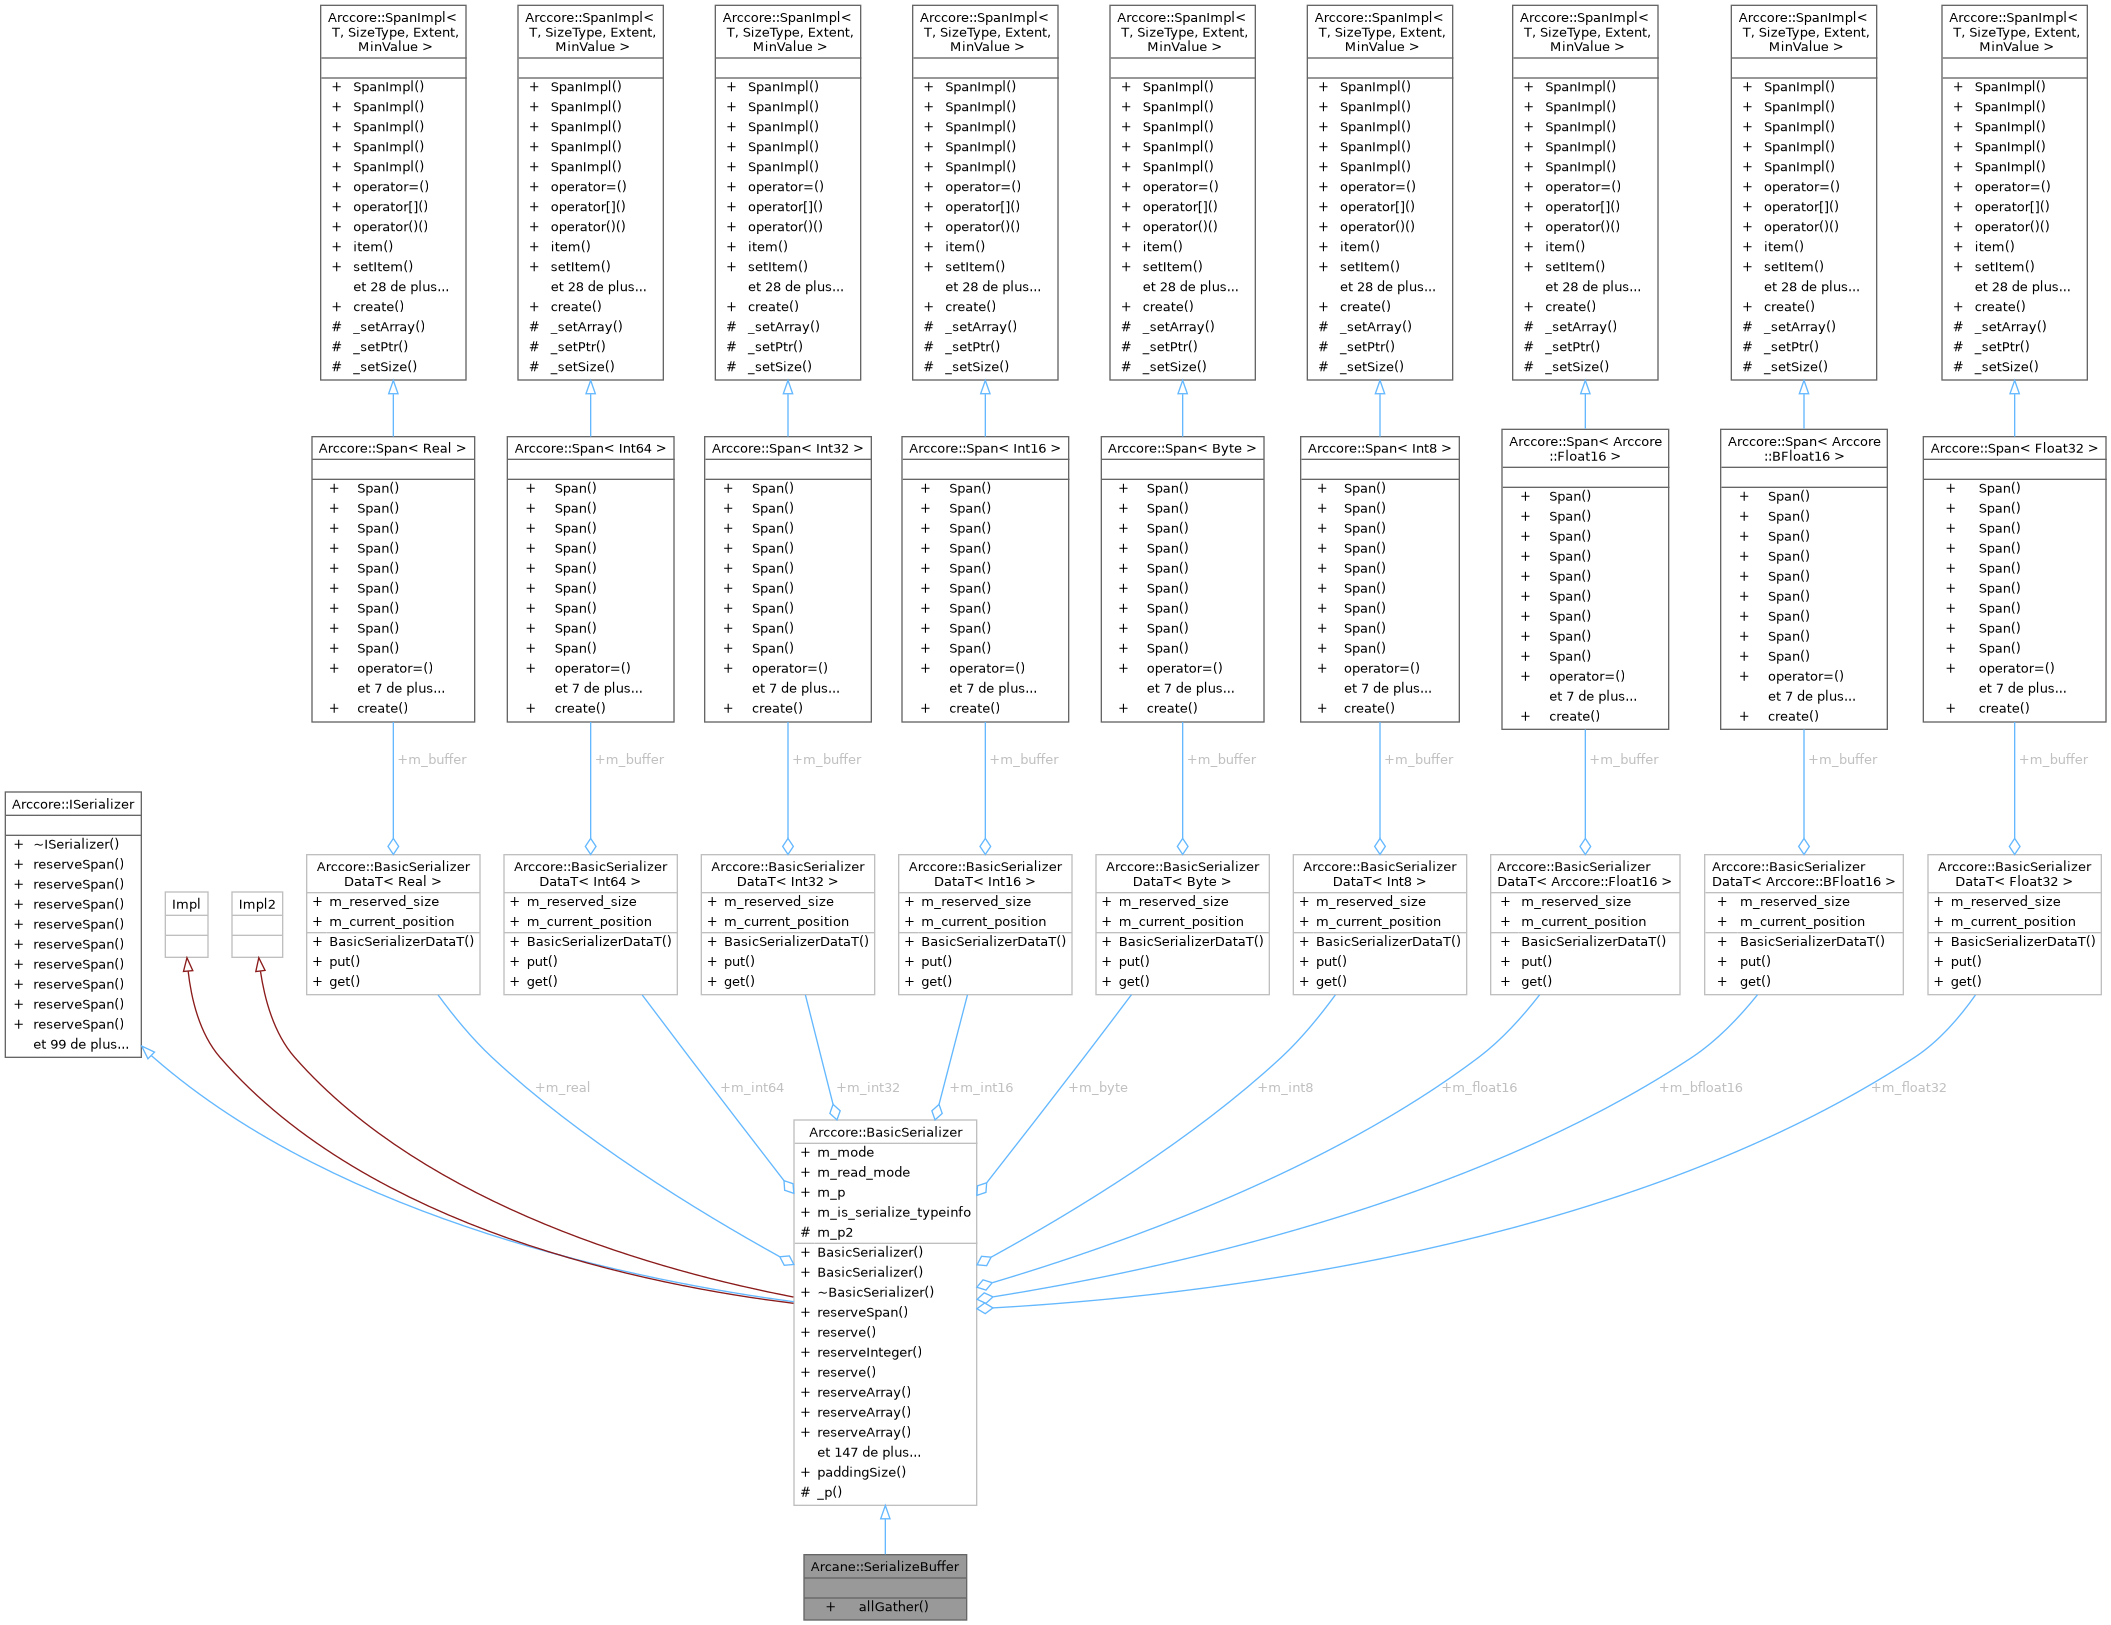 Arccore::SpanImpl<
T, SizeType, Extent,
MinValue >
+ SpanImpl()
+ SpanImpl()
+ SpanImpl()
+ SpanImpl()
+ SpanImpl()
+ operator=()
+ operator[]()
+ operator()()
+ item()
+ setItem()
et 28 de plus...
+ create()
# _setArray()
# _setPtr()
# _setSize()
Arccore::SpanImpl<
T, SizeType, Extent,
MinValue >
+ SpanImpl()
+ SpanImpl()
+ SpanImpl()
+ SpanImpl()
+ SpanImpl()
+ operator=()
+ operator[]()
+ operator()()
+ item()
+ setItem()
et 28 de plus...
+ create()
# _setArray()
# _setPtr()
# _setSize()
Arccore::SpanImpl<
T, SizeType, Extent,
MinValue >
+ SpanImpl()
+ SpanImpl()
+ SpanImpl()
+ SpanImpl()
+ SpanImpl()
+ operator=()
+ operator[]()
+ operator()()
+ item()
+ setItem()
et 28 de plus...
+ create()
# _setArray()
# _setPtr()
# _setSize()
Arccore::SpanImpl<
T, SizeType, Extent,
MinValue >
+ SpanImpl()
+ SpanImpl()
+ SpanImpl()
+ SpanImpl()
+ SpanImpl()
+ operator=()
+ operator[]()
+ operator()()
+ item()
+ setItem()
et 28 de plus...
+ create()
# _setArray()
# _setPtr()
# _setSize()
Arccore::SpanImpl<
T, SizeType, Extent,
MinValue >
+ SpanImpl()
+ SpanImpl()
+ SpanImpl()
+ SpanImpl()
+ SpanImpl()
+ operator=()
+ operator[]()
+ operator()()
+ item()
+ setItem()
et 28 de plus...
+ create()
# _setArray()
# _setPtr()
# _setSize()
Arccore::SpanImpl<
T, SizeType, Extent,
MinValue >
+ SpanImpl()
+ SpanImpl()
+ SpanImpl()
+ SpanImpl()
+ SpanImpl()
+ operator=()
+ operator[]()
+ operator()()
+ item()
+ setItem()
et 28 de plus...
+ create()
# _setArray()
# _setPtr()
# _setSize()
Arccore::SpanImpl<
T, SizeType, Extent,
MinValue >
+ SpanImpl()
+ SpanImpl()
+ SpanImpl()
+ SpanImpl()
+ SpanImpl()
+ operator=()
+ operator[]()
+ operator()()
+ item()
+ setItem()
et 28 de plus...
+ create()
# _setArray()
# _setPtr()
# _setSize()
Arccore::SpanImpl<
T, SizeType, Extent,
MinValue >
+ SpanImpl()
+ SpanImpl()
+ SpanImpl()
+ SpanImpl()
+ SpanImpl()
+ operator=()
+ operator[]()
+ operator()()
+ item()
+ setItem()
et 28 de plus...
+ create()
# _setArray()
# _setPtr()
# _setSize()
Arccore::SpanImpl<
T, SizeType, Extent,
MinValue >
+ SpanImpl()
+ SpanImpl()
+ SpanImpl()
+ SpanImpl()
+ SpanImpl()
+ operator=()
+ operator[]()
+ operator()()
+ item()
+ setItem()
et 28 de plus...
+ create()
# _setArray()
# _setPtr()
# _setSize()
Arccore::Span< Real >
+ Span()
+ Span()
+ Span()
+ Span()
+ Span()
+ Span()
+ Span()
+ Span()
+ Span()
+ operator=()
et 7 de plus...
+ create()
Arccore::Span< Int64 >
+ Span()
+ Span()
+ Span()
+ Span()
+ Span()
+ Span()
+ Span()
+ Span()
+ Span()
+ operator=()
et 7 de plus...
+ create()
Arccore::Span< Int32 >
+ Span()
+ Span()
+ Span()
+ Span()
+ Span()
+ Span()
+ Span()
+ Span()
+ Span()
+ operator=()
et 7 de plus...
+ create()
Arccore::Span< Int16 >
+ Span()
+ Span()
+ Span()
+ Span()
+ Span()
+ Span()
+ Span()
+ Span()
+ Span()
+ operator=()
et 7 de plus...
+ create()
Arccore::Span< Byte >
+ Span()
+ Span()
+ Span()
+ Span()
+ Span()
+ Span()
+ Span()
+ Span()
+ Span()
+ operator=()
et 7 de plus...
+ create()
Arccore::Span< Int8 >
+ Span()
+ Span()
+ Span()
+ Span()
+ Span()
+ Span()
+ Span()
+ Span()
+ Span()
+ operator=()
et 7 de plus...
+ create()
Arccore::Span< Arccore
::Float16 >
+ Span()
+ Span()
+ Span()
+ Span()
+ Span()
+ Span()
+ Span()
+ Span()
+ Span()
+ operator=()
et 7 de plus...
+ create()
Arccore::Span< Arccore
::BFloat16 >
+ Span()
+ Span()
+ Span()
+ Span()
+ Span()
+ Span()
+ Span()
+ Span()
+ Span()
+ operator=()
et 7 de plus...
+ create()
Arccore::Span< Float32 >
+ Span()
+ Span()
+ Span()
+ Span()
+ Span()
+ Span()
+ Span()
+ Span()
+ Span()
+ operator=()
et 7 de plus...
+ create()
+m_buffer
+m_buffer
+m_buffer
+m_buffer
+m_buffer
+m_buffer
+m_buffer
+m_buffer
+m_buffer
Arccore::ISerializer
+ ~ISerializer()
+ reserveSpan()
+ reserveSpan()
+ reserveSpan()
+ reserveSpan()
+ reserveSpan()
+ reserveSpan()
+ reserveSpan()
+ reserveSpan()
+ reserveSpan()
et 99 de plus...
Impl
Impl2
Arccore::BasicSerializer
DataT< Real >
+ m_reserved_size
+ m_current_position
+ BasicSerializerDataT()
+ put()
+ get()
Arccore::BasicSerializer
DataT< Int64 >
+ m_reserved_size
+ m_current_position
+ BasicSerializerDataT()
+ put()
+ get()
Arccore::BasicSerializer
DataT< Int32 >
+ m_reserved_size
+ m_current_position
+ BasicSerializerDataT()
+ put()
+ get()
Arccore::BasicSerializer
DataT< Int16 >
+ m_reserved_size
+ m_current_position
+ BasicSerializerDataT()
+ put()
+ get()
Arccore::BasicSerializer
DataT< Byte >
+ m_reserved_size
+ m_current_position
+ BasicSerializerDataT()
+ put()
+ get()
Arccore::BasicSerializer
DataT< Int8 >
+ m_reserved_size
+ m_current_position
+ BasicSerializerDataT()
+ put()
+ get()
Arccore::BasicSerializer
DataT< Arccore::Float16 >
+ m_reserved_size
+ m_current_position
+ BasicSerializerDataT()
+ put()
+ get()
Arccore::BasicSerializer
DataT< Arccore::BFloat16 >
+ m_reserved_size
+ m_current_position
+ BasicSerializerDataT()
+ put()
+ get()
Arccore::BasicSerializer
DataT< Float32 >
+ m_reserved_size
+ m_current_position
+ BasicSerializerDataT()
+ put()
+ get()
+m_real
+m_int64
+m_int32
+m_int16
+m_byte
+m_int8
+m_float16
+m_bfloat16
+m_float32
Arccore::BasicSerializer
+ m_mode
+ m_read_mode
+ m_p
+ m_is_serialize_typeinfo
# m_p2
+ BasicSerializer()
+ BasicSerializer()
+ ~BasicSerializer()
+ reserveSpan()
+ reserve()
+ reserveInteger()
+ reserve()
+ reserveArray()
+ reserveArray()
+ reserveArray()
et 147 de plus...
+ paddingSize()
# _p()
Arcane::SerializeBuffer
+ allGather()